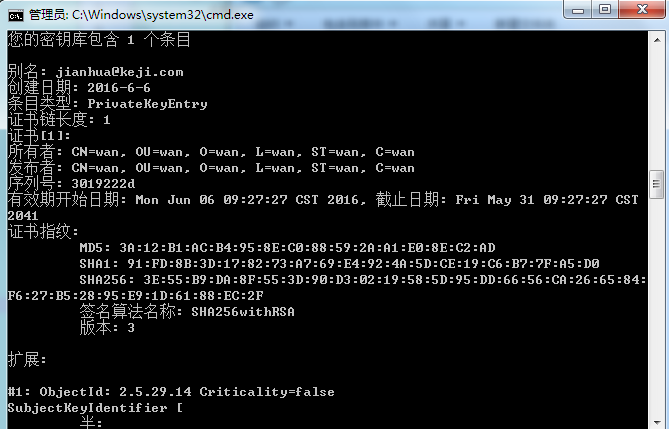 管理员: C:\Windows\system32\cmd.exe
您的密钥库包含 1 个条目
别名: jianhua@keji.com
创建日期: 2016-6-6
条目类型: PrivateKeyEntry
证书链长度: 1
证书[1]:
所有者: CN=wan, OU=wan, O=wan, L=wan, ST=wan, C=wan
发布者: CN=wan, OU=wan, O=wan, L=wan, ST=wan, C=wan
序列号: 3019222d
有效期开始日期: Mon Jun 06 09:27:27 CST 2016, 截止日期: Fri May 31 09:27:27 CST
2041
证书指纹:
MD5: 3A:12:B1:AC:B4:95:8E:C0:88:59:2A:A1:E0:8E:C2:AD
SHA1: 91:FD:8B:3D:17:82:73:A7:69:E4:92:4A:5D:CE:19:C6:B7:7F:A5:D0
SHA256: 3E:55:B9:DA:8F:55:3D:90:D3:02:19:58:5D:95:DD:66:56:CA:26:65:84:
F6:27:B5:28:95:E9:1D:61:88:EC:2F
签名算法名称: SHA256withRSA
版本: 3
扩展:
#1: ObjectId: 2.5.29.14 Criticality=false
SubjectKeyIdentifier [
半: